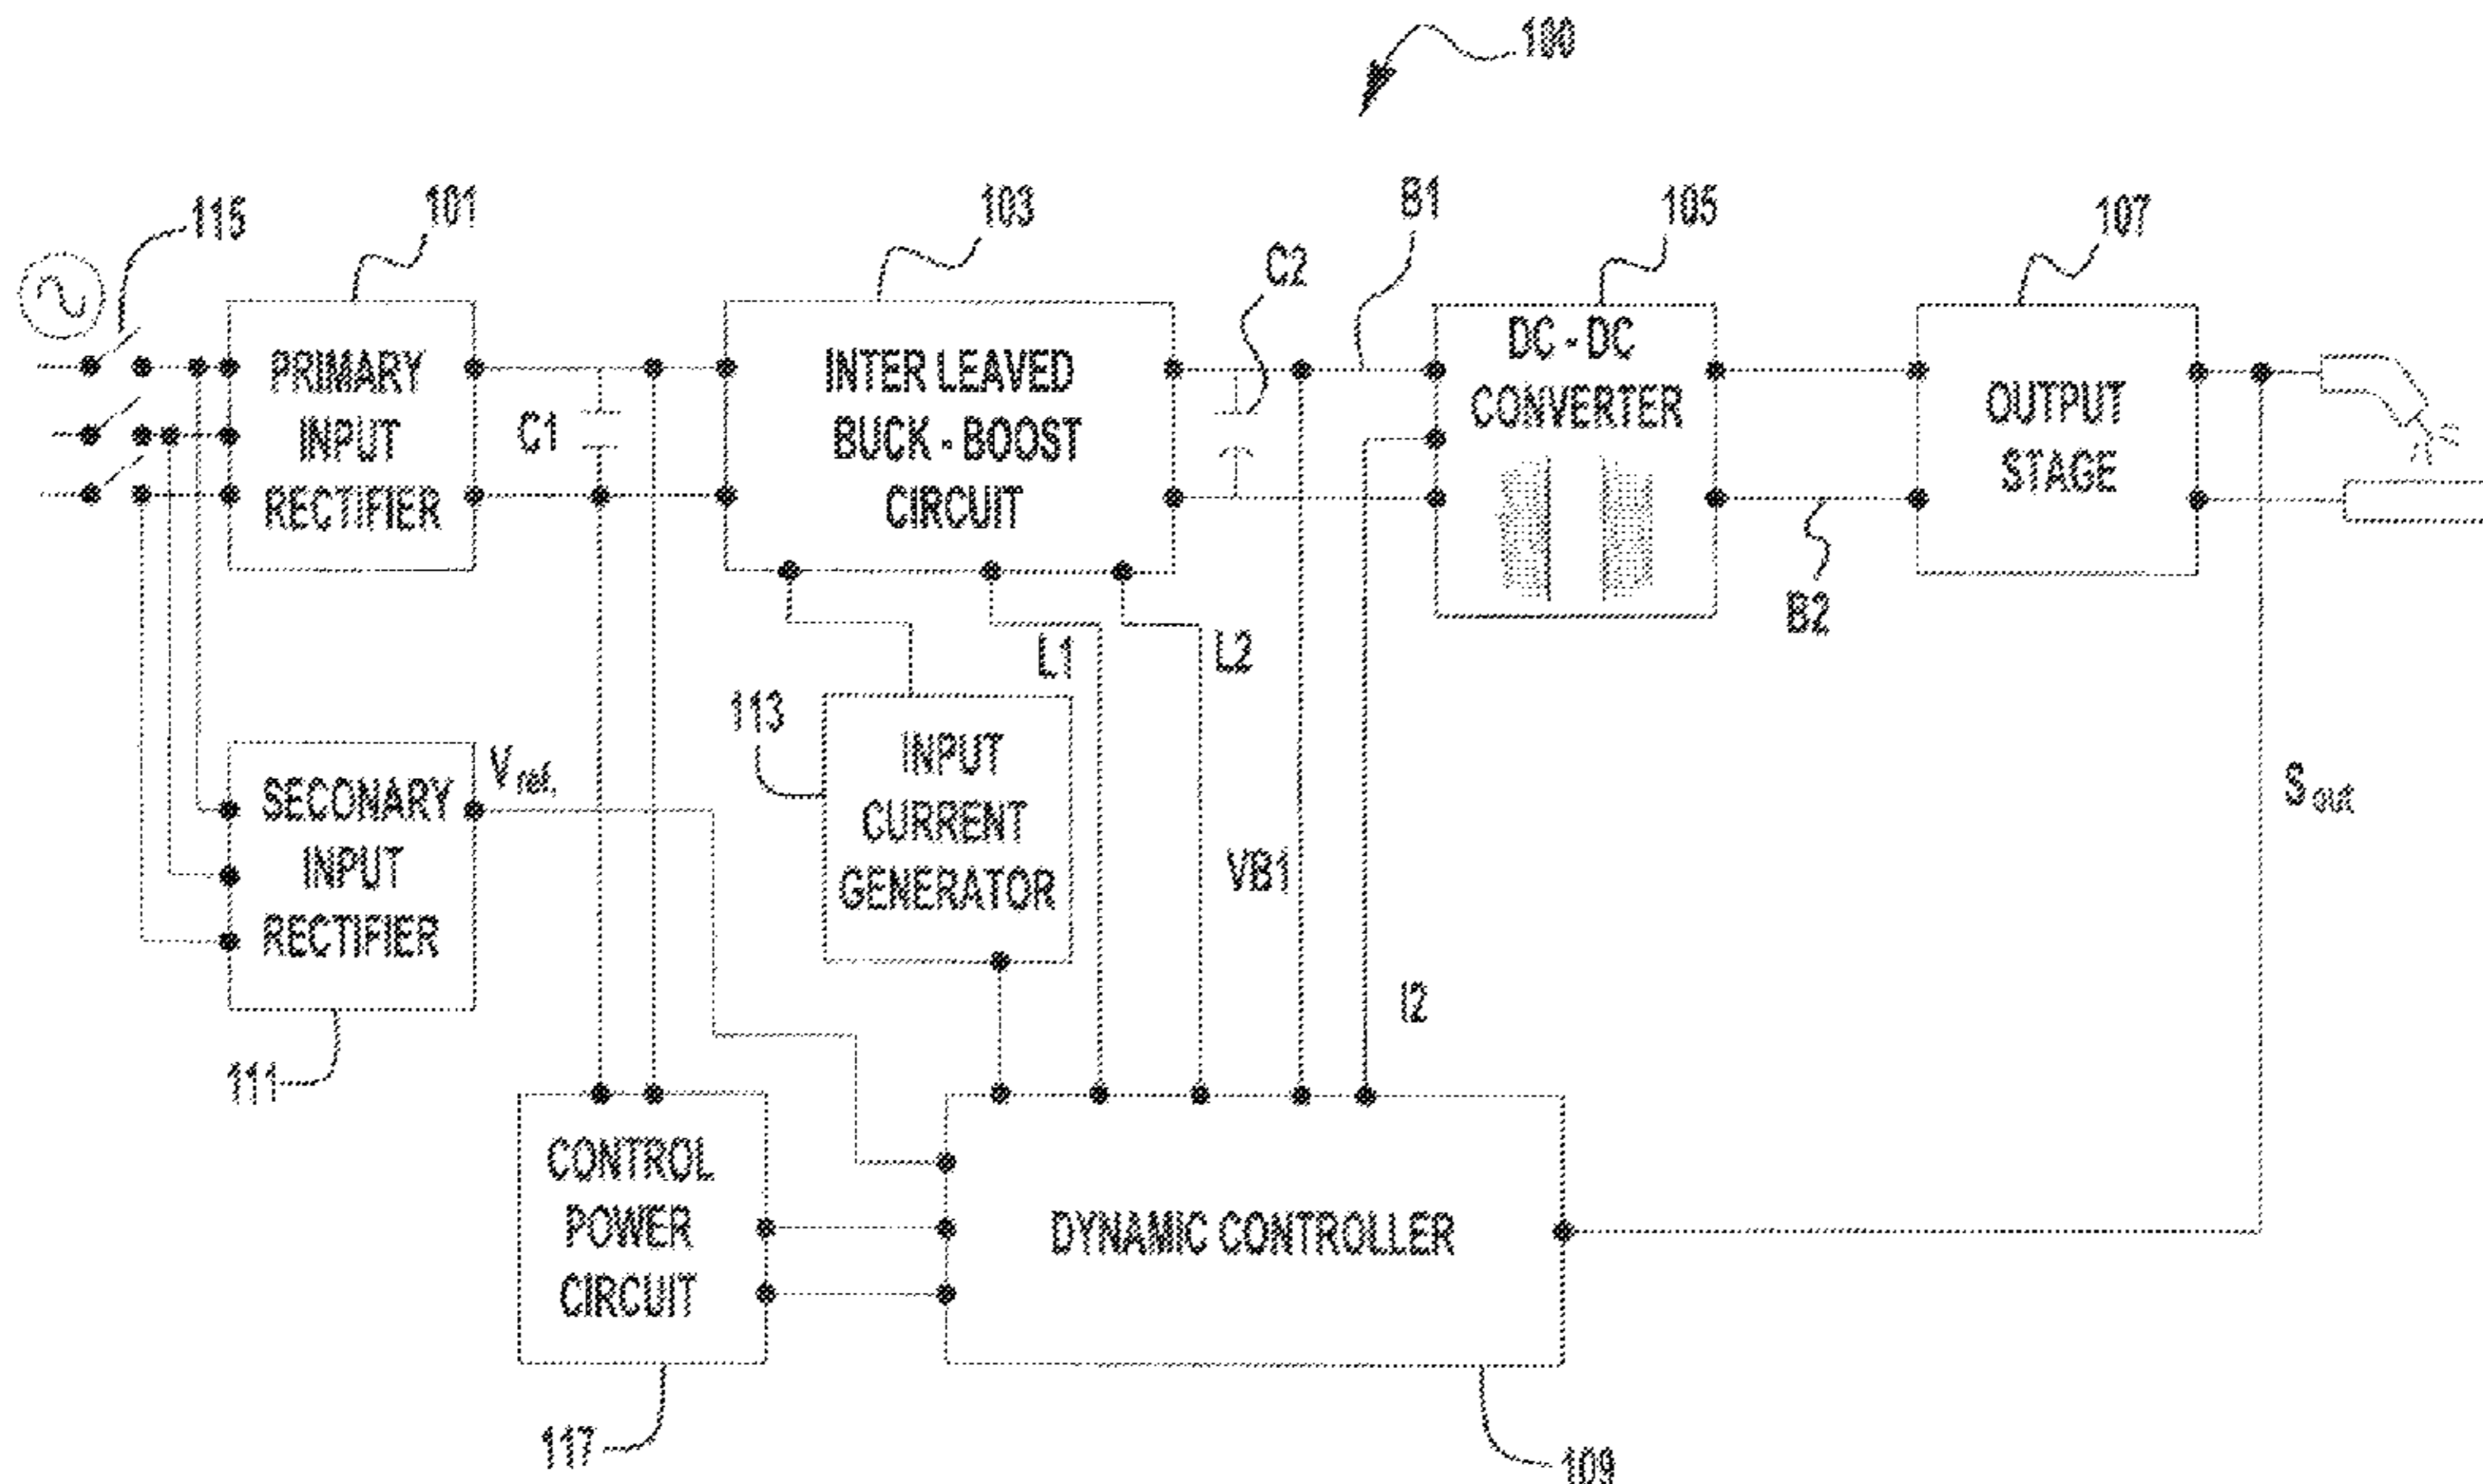 100
115
101
103
B1
105
107
C2
PRIMARY
INPUT
RECTIFIER
C1
INTER LEAVED
BUCK - BOOST
CIRCUIT
DC - DC
CONVERTER
OUTPUT
STAGE
B2
L1
L2
113
INPUT
CURRENT
GENERATOR
SECONARY
INPUT
RECTIFIER
Vref.
VB1
I2
Sout
111
CONTROL
POWER
CIRCUIT
DYNAMIC CONTROLLER
117
109